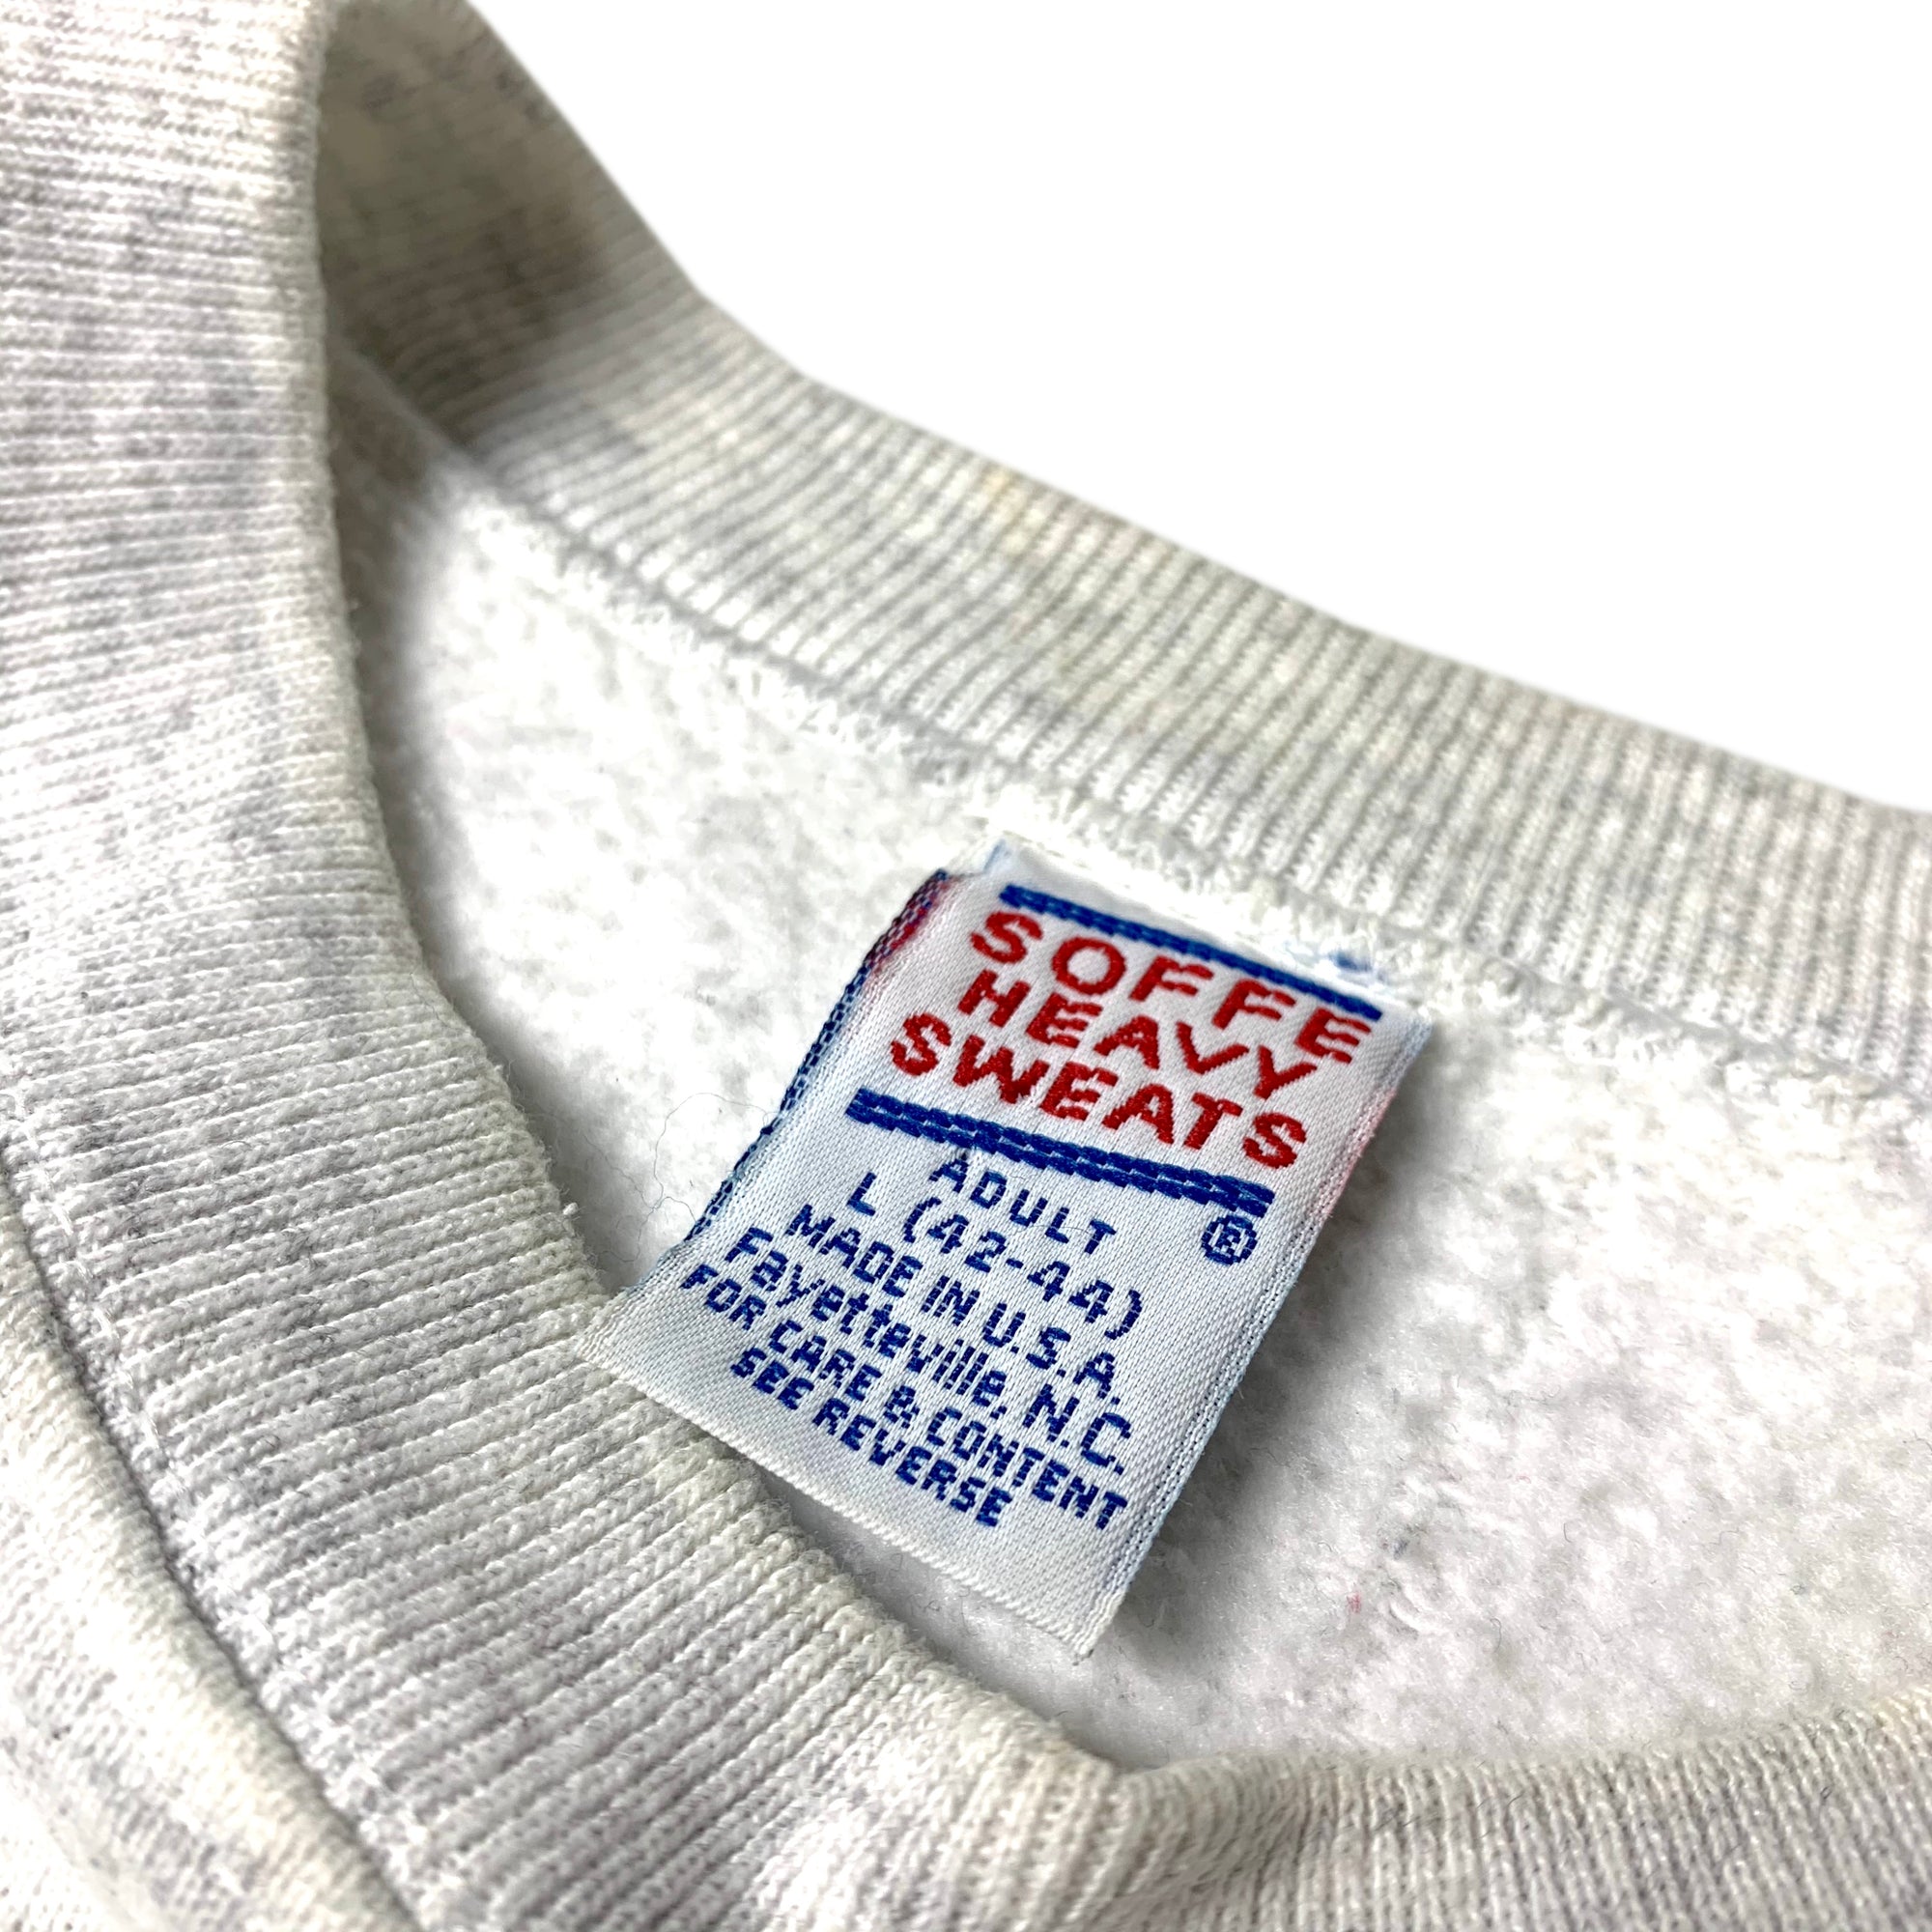 SOFFE
HEAVY
SWEATS
®
ADULT
L (42-44)
MADE IN U.S.A.
Fayetteville, N.C.
FOR CARE & CONTENT
SEE REVERSE